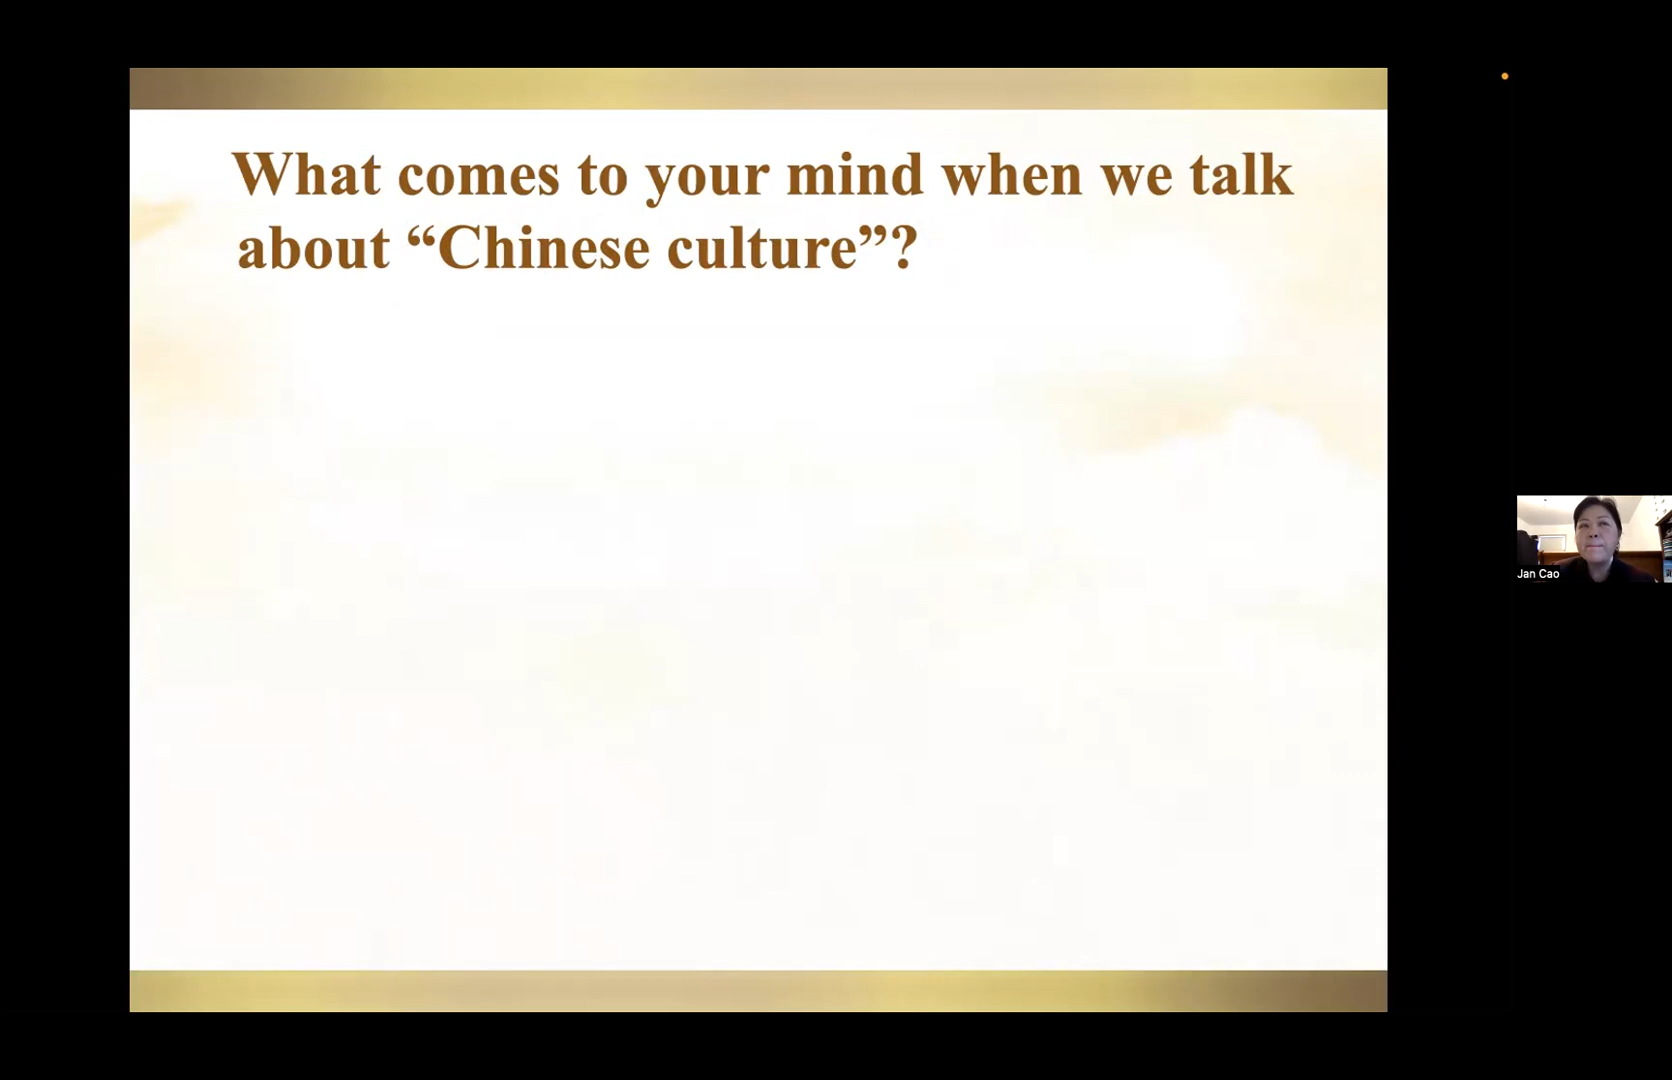 What comes to your mind when we talk
about “Chinese culture”?
Jan Cao